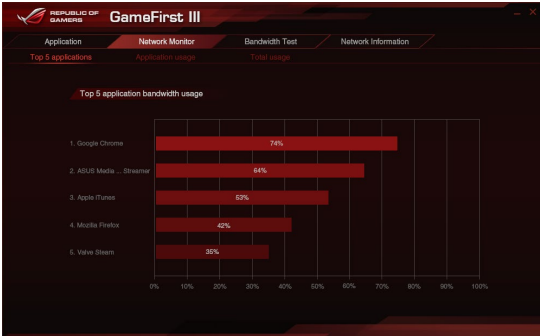 REPUBLIC OF
GAMERS
GameFirst III
Application Network Monitor Bandwidth Test Network Information
Top 5 applications Application usage Total usage
Top 5 application bandwidth usage
1. Google Chrome 74%
2. ASUS Media ... Streamer 64%
3. Apple iTunes 53%
4. Mozilla Firefox 42%
5. Valve Steam 35%
0% 10% 20% 30% 40% 50% 60% 70% 80% 90% 100%